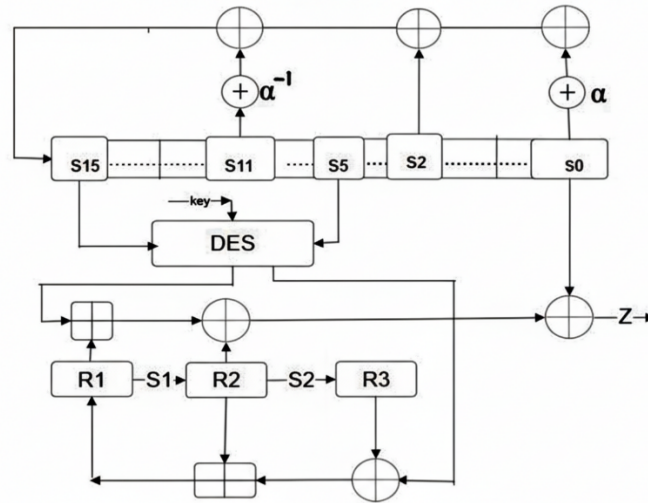 α⁻¹
α
S15 S11 S5 S2 S0
key
DES
Z
R1 S1 R2 S2 R3